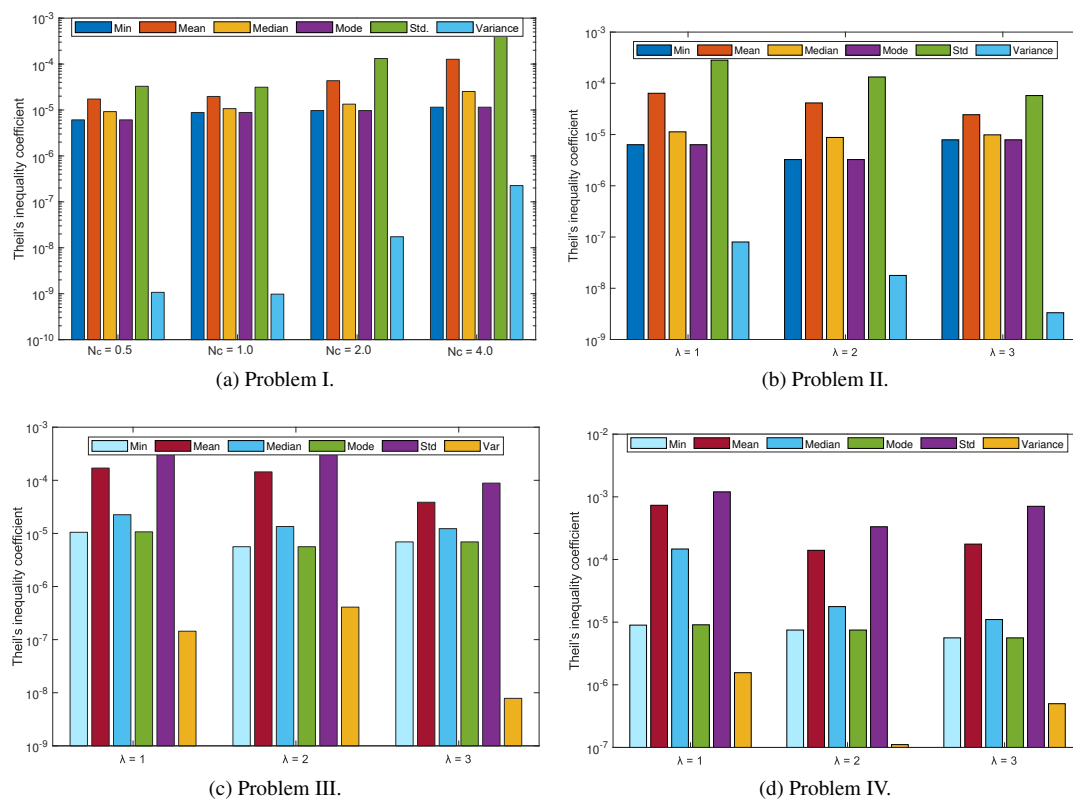 Min Mean Median Mode Std. Variance
Theil's inequality coefficient
10^-3
10^-4
10^-5
10^-6
10^-7
10^-8
10^-9
10^-10
Nc = 0.5 Nc = 1.0 Nc = 2.0 Nc = 4.0
(a) Problem I.
Min Mean Median Mode Std Variance
Theil's inequality coefficient
10^-3
10^-4
10^-5
10^-6
10^-7
10^-8
10^-9
λ = 1 λ = 2 λ = 3
(b) Problem II.
Min Mean Median Mode Std Var
Theil's inequality coefficient
10^-3
10^-4
10^-5
10^-6
10^-7
10^-8
10^-9
λ = 1 λ = 2 λ = 3
(c) Problem III.
Min Mean Median Mode Std Variance
Theil's inequality coefficient
10^-2
10^-3
10^-4
10^-5
10^-6
10^-7
λ = 1 λ = 2 λ = 3
(d) Problem IV.